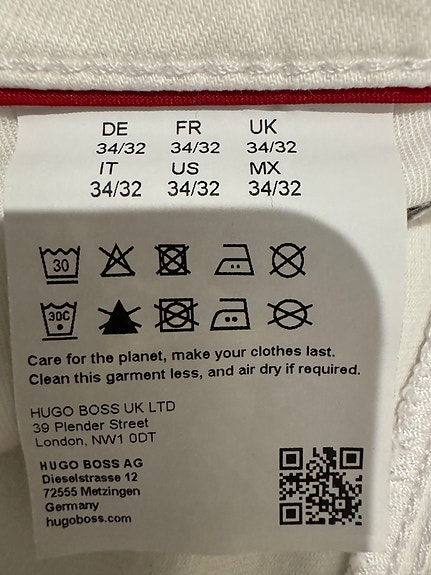 DE FR UK
34/32 34/32 34/32
IT US MX
34/32 34/32 34/32
30
30C
Care for the planet, make your clothes last.
Clean this garment less, and air dry if required.
HUGO BOSS UK LTD
39 Plender Street
London, NW1 0DT
HUGO BOSS AG
Dieselstrasse 12
72555 Metzingen
Germany
hugoboss.com